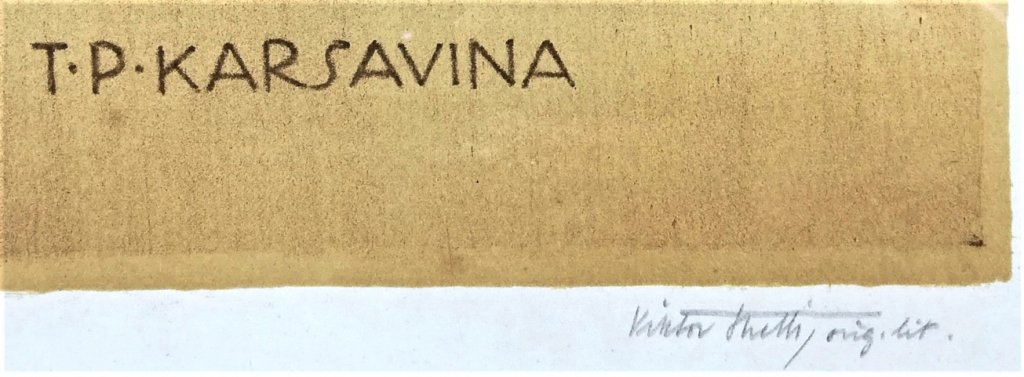 T·P·KARSAVINA
Viktor Stretti, orig. lit.